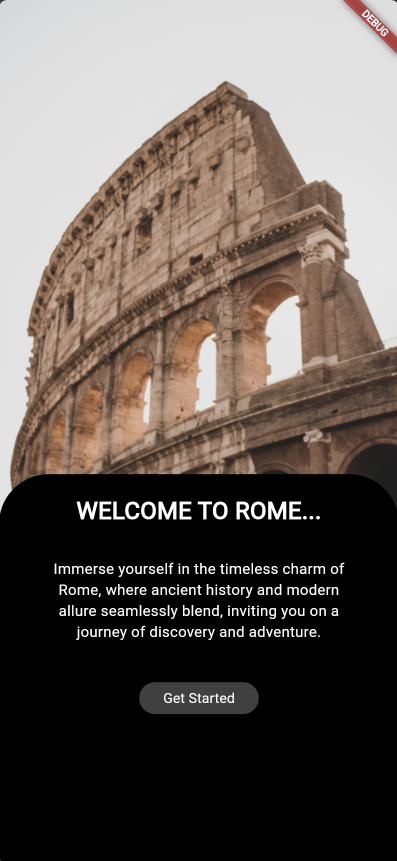 DEBUG
WELCOME TO ROME...
Immerse yourself in the timeless charm of
Rome, where ancient history and modern
allure seamlessly blend, inviting you on a
journey of discovery and adventure.
Get Started